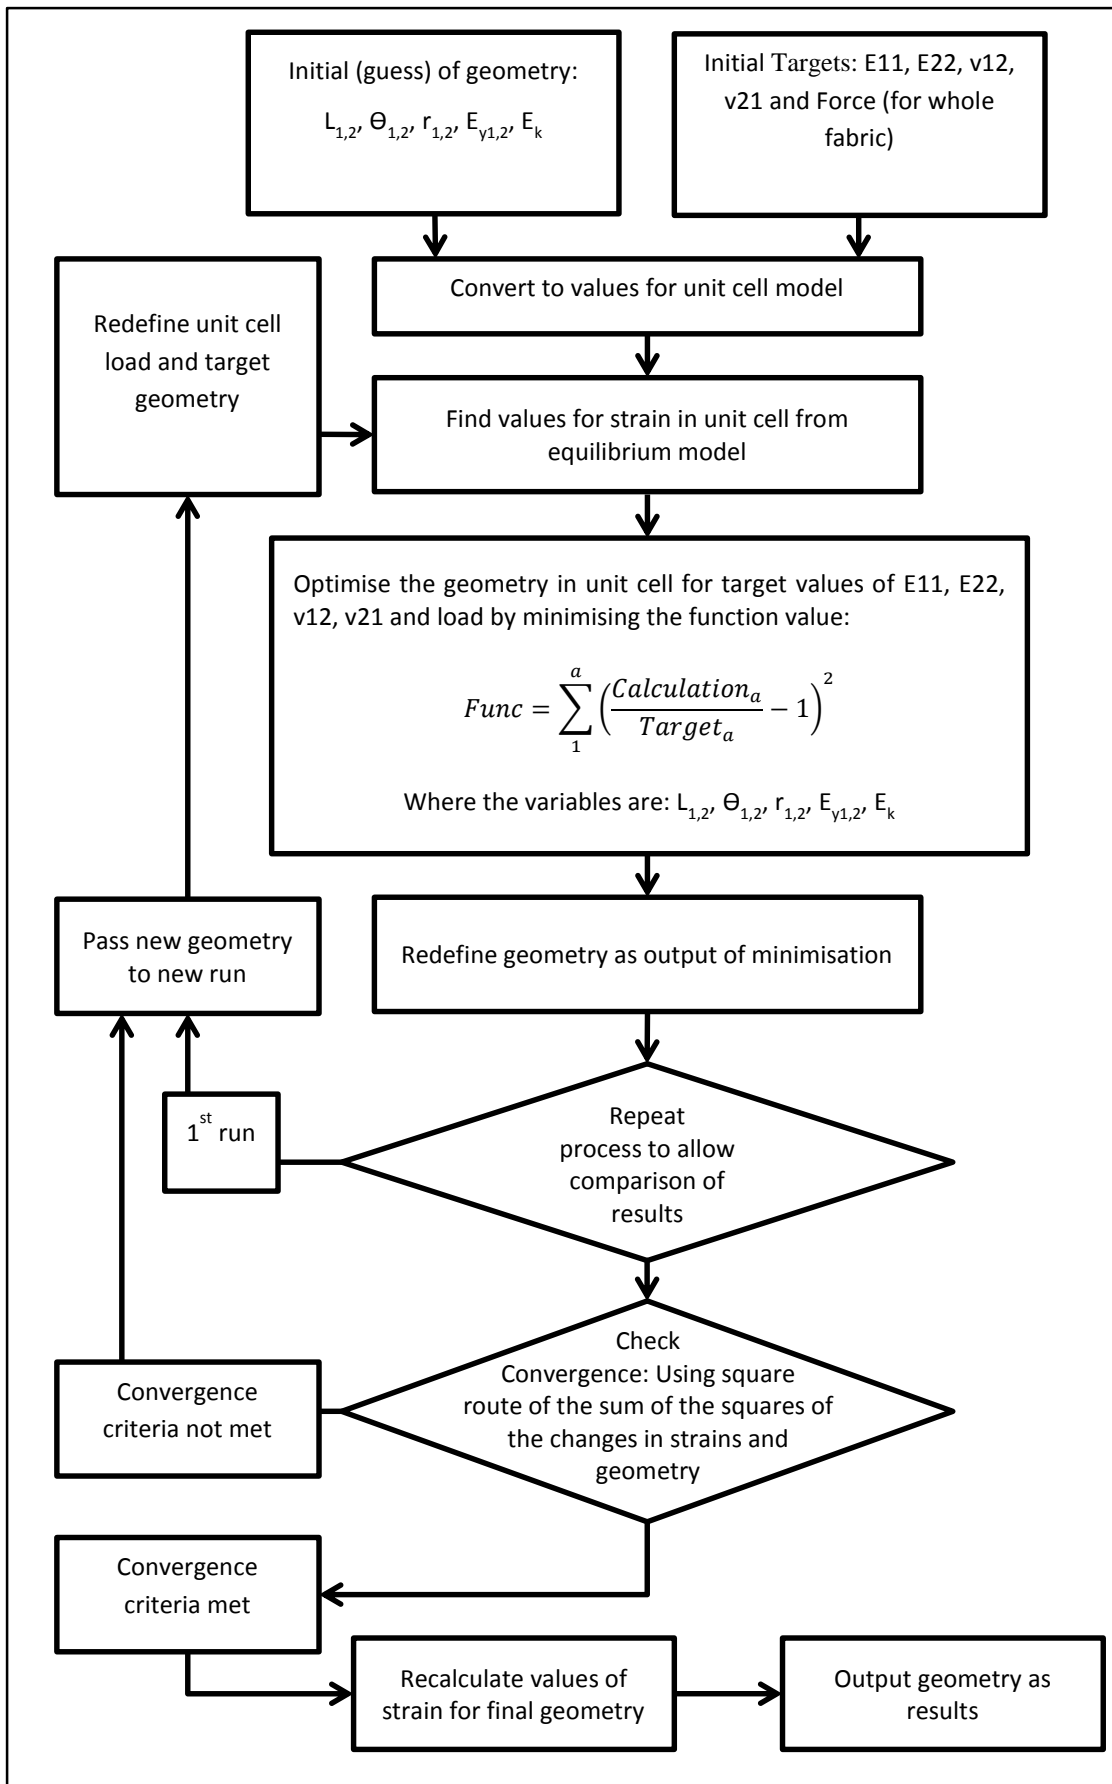 Initial (guess) of geometry:
L1,2, Ө1,2, r1,2, Ey1,2, Ek
Initial Targets: E11, E22, v12,
v21 and Force (for whole
fabric)
Convert to values for unit cell model
Redefine unit cell
load and target
geometry
Find values for strain in unit cell from
equilibrium model
Optimise the geometry in unit cell for target values of E11, E22,
v12, v21 and load by minimising the function value:
Func = ∑_1^a (Calculation_a / Target_a − 1)^2
Where the variables are: L1,2, Ө1,2, r1,2, Ey1,2, Ek
Pass new geometry
to new run
Redefine geometry as output of minimisation
1st run
Repeat
process to allow
comparison of
results
Check
Convergence: Using square
route of the sum of the squares of
the changes in strains and
geometry
Convergence
criteria not met
Convergence
criteria met
Recalculate values of
strain for final geometry
Output geometry as
results